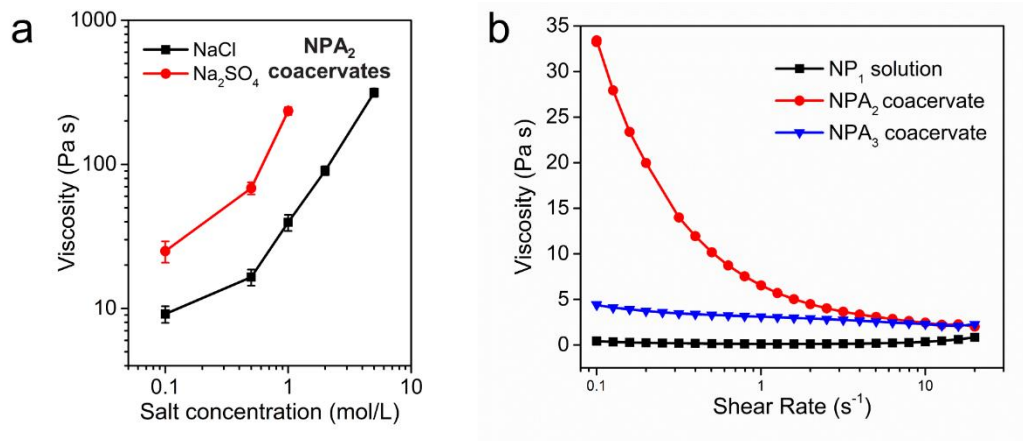 a
1000
100
10
Viscosity (Pa s)
NaCl
Na₂SO₄
NPA₂
coacervates
0.1
1
10
Salt concentration (mol/L)
b
35
30
25
20
15
10
5
0
Viscosity (Pa s)
NP₁ solution
NPA₂ coacervate
NPA₃ coacervate
0.1
1
10
Shear Rate (s⁻¹)